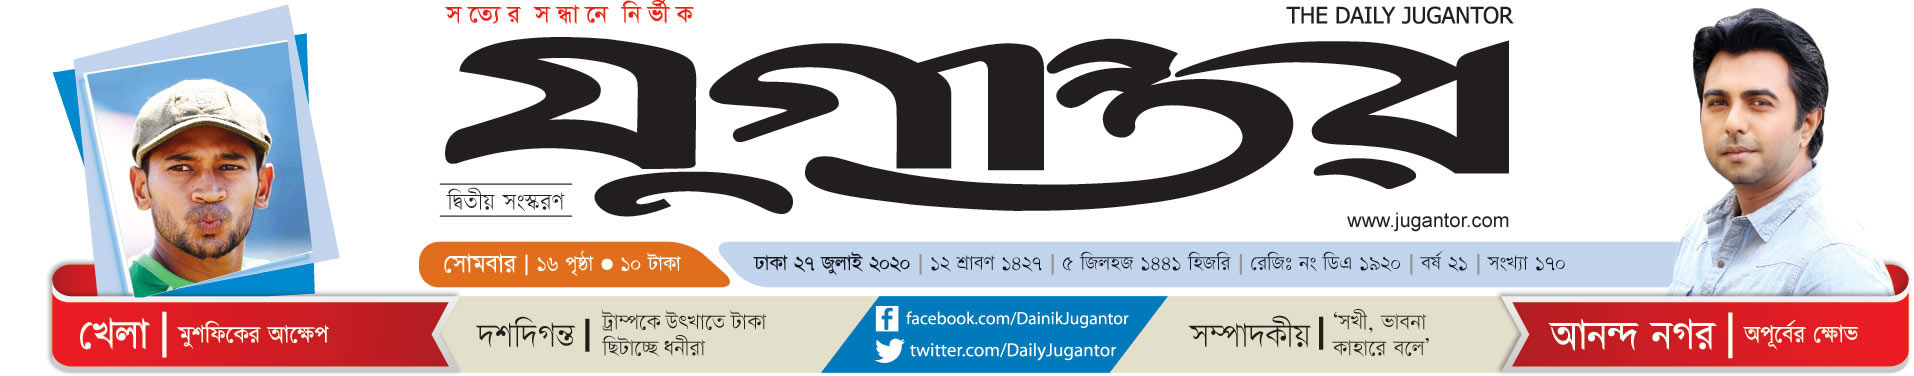 সত্যের সন্ধানে নির্ভীক
THE DAILY JUGANTOR
যুগান্তর
দ্বিতীয় সংস্করণ
www.jugantor.com
সোমবার | ১৬ পৃষ্ঠা ● ১০ টাকা
ঢাকা ২৭ জুলাই ২০২০ | ১২ শ্রাবণ ১৪২৭ | ৫ জিলহজ ১৪৪১ হিজরি | রেজিঃ নং ডিএ ১৯২০ | বর্ষ ২১ | সংখ্যা ১৭০
খেলা | মুশফিকের আক্ষেপ
দশদিগন্ত | ট্রাম্পকে উৎখাতে টাকা
ছিটাচ্ছে ধনীরা
facebook.com/DainikJugantor
twitter.com/DailyJugantor
সম্পাদকীয় | ‘সখী, ভাবনা
কাহারে বলে’
আনন্দ নগর | অপূর্বের ক্ষোভ